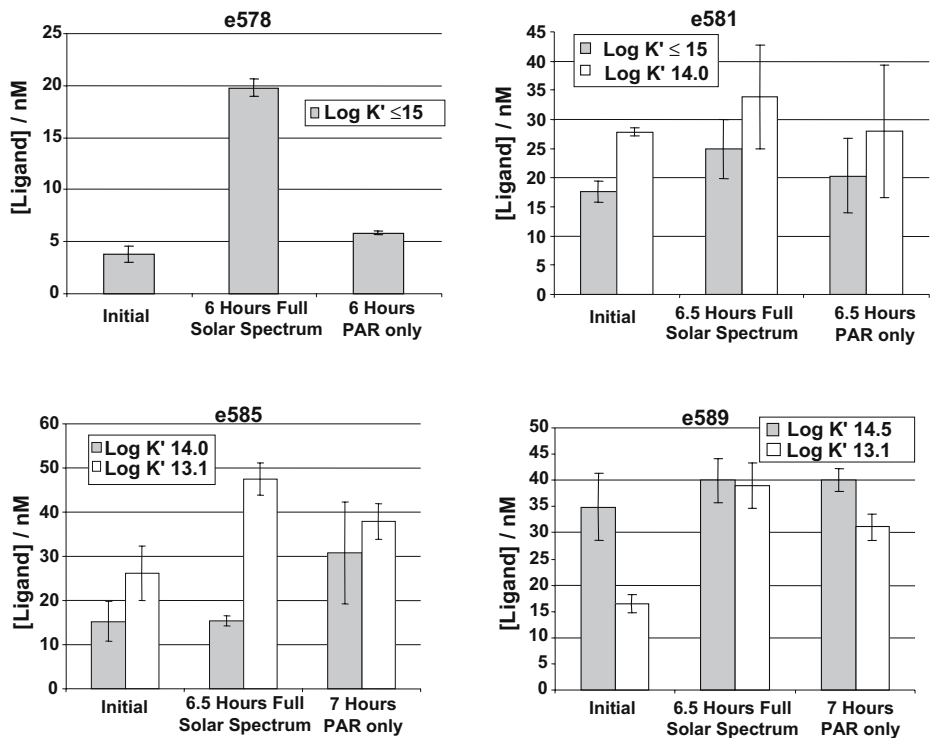 e578
[Ligand] / nM
25
20
15
10
5
0
Log K' ≤15
Initial
6 Hours Full
Solar Spectrum
6 Hours
PAR only
e581
[Ligand] / nM
45
40
35
30
25
20
15
10
5
0
Log K' ≤ 15
Log K' 14.0
Initial
6.5 Hours Full
Solar Spectrum
6.5 Hours
PAR only
e585
[Ligand] / nM
60
50
40
30
20
10
0
Log K' 14.0
Log K' 13.1
Initial
6.5 Hours Full
Solar Spectrum
7 Hours
PAR only
e589
[Ligand] / nM
50
45
40
35
30
25
20
15
10
5
0
Log K' 14.5
Log K' 13.1
Initial
6.5 Hours Full
Solar Spectrum
7 Hours
PAR only